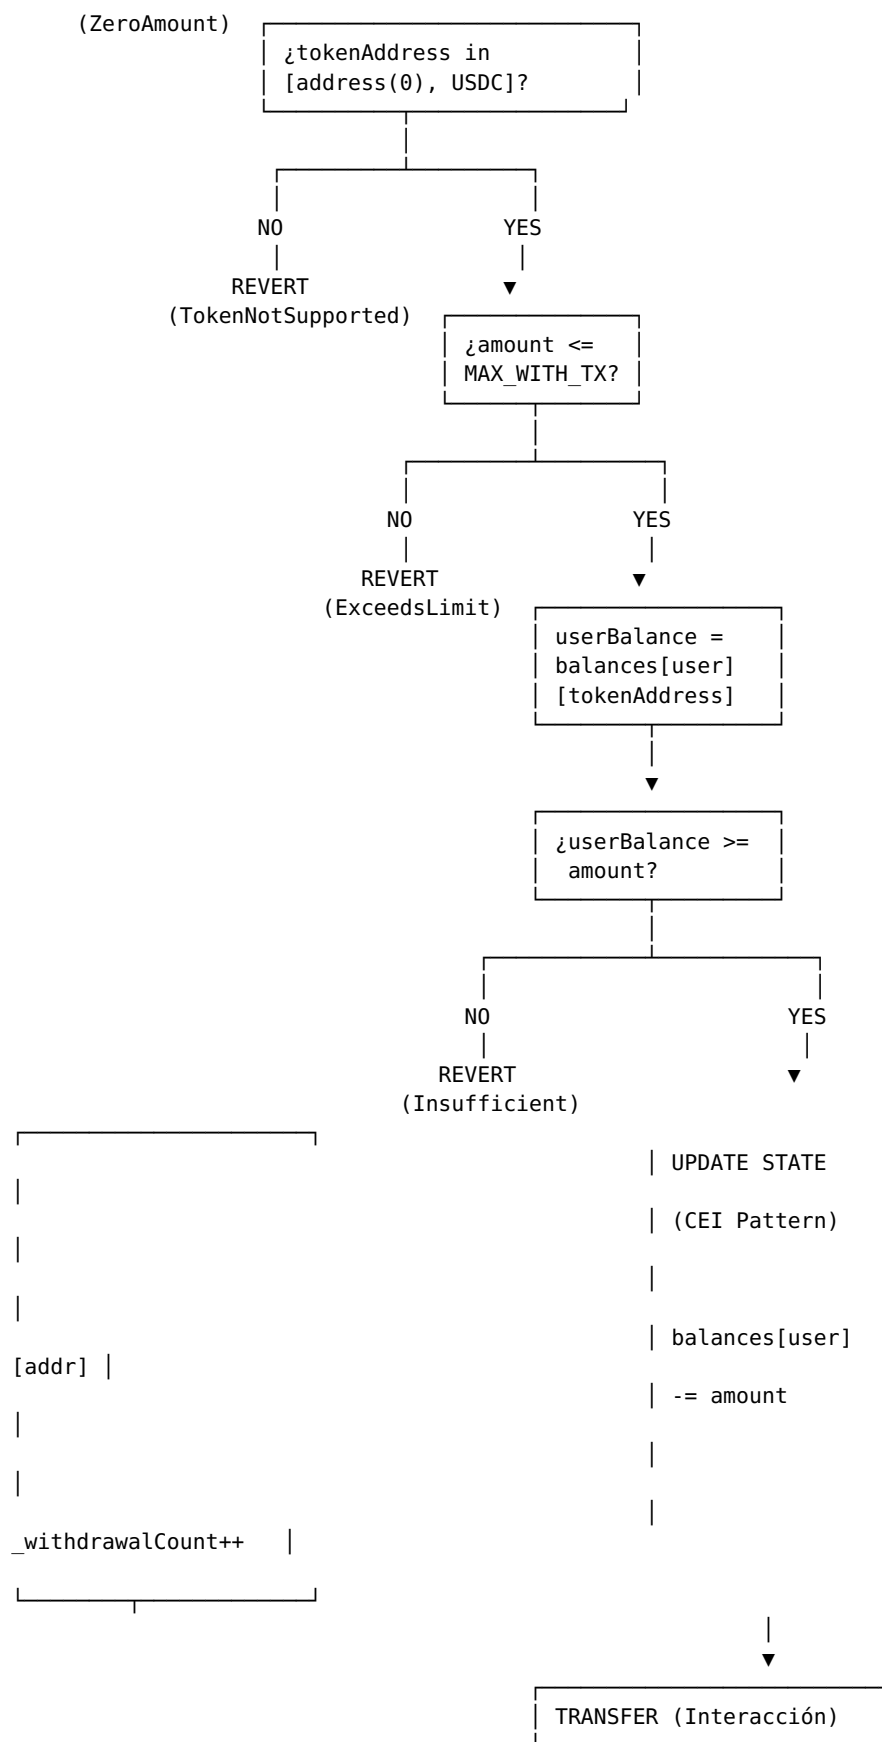 (ZeroAmount)
¿tokenAddress in
[address(0), USDC]?
NO YES
REVERT
(TokenNotSupported)
¿amount <=
MAX_WITH_TX?
NO YES
REVERT
(ExceedsLimit)
userBalance =
balances[user]
[tokenAddress]
¿userBalance >=
amount?
NO YES
REVERT
(Insufficient)
UPDATE STATE
(CEI Pattern)
balances[user]
[addr]
-= amount
_withdrawalCount++
TRANSFER (Interacción)